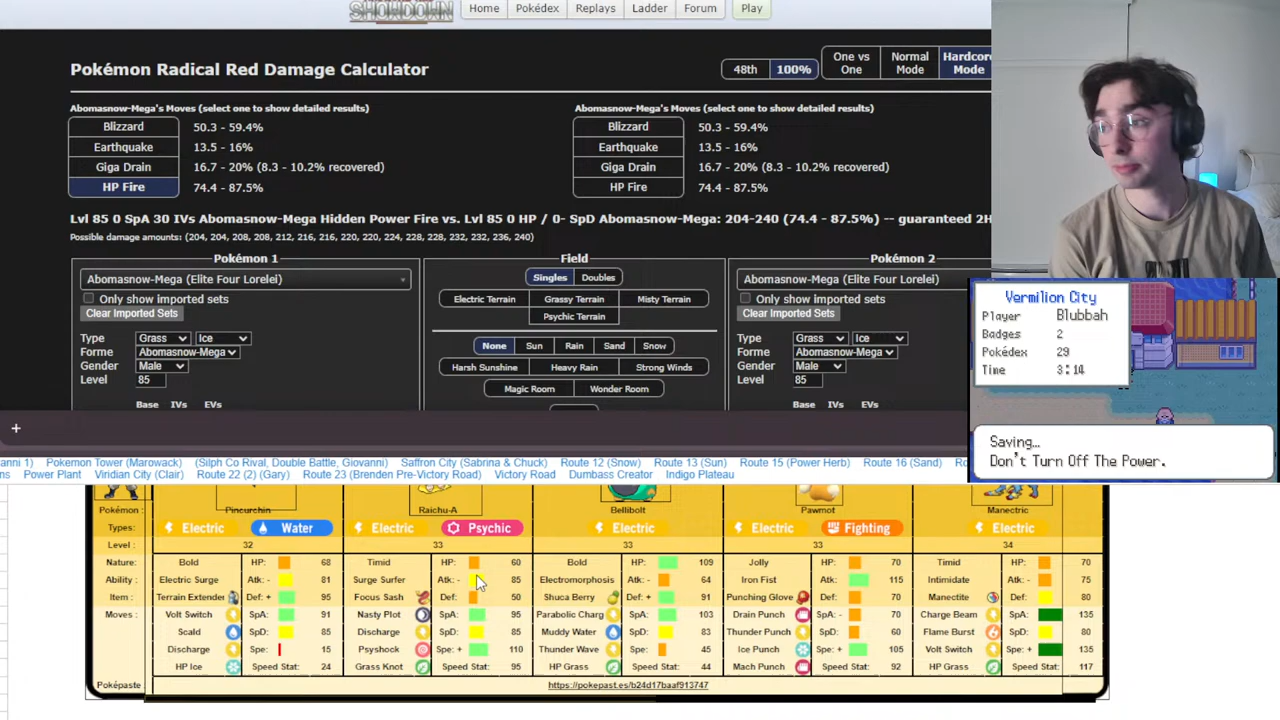 SHOWDOWN
Home Pokédex Replays Ladder Forum Play
Pokémon Radical Red Damage Calculator
48th 100% One vs One Normal Mode Hardcore Mode
Abomasnow-Mega's Moves (select one to show detailed results) Abomasnow-Mega's Moves (select one to show detailed results)
Blizzard 50.3 - 59.4% Blizzard 50.3 - 59.4%
Earthquake 13.5 - 16% Earthquake 13.5 - 16%
Giga Drain 16.7 - 20% (8.3 - 10.2% recovered) Giga Drain 16.7 - 20% (8.3 - 10.2% recovered)
HP Fire 74.4 - 87.5% HP Fire 74.4 - 87.5%
Lvl 85 0 SpA 30 IVs Abomasnow-Mega Hidden Power Fire vs. Lvl 85 0 HP / 0- SpD Abomasnow-Mega: 204-240 (74.4 - 87.5%) -- guaranteed 2H
Possible damage amounts: (204, 204, 208, 208, 212, 216, 216, 220, 220, 224, 228, 228, 232, 232, 236, 240)
Pokémon 1 Field Pokémon 2
Abomasnow-Mega (Elite Four Lorelei) Singles Doubles Abomasnow-Mega (Elite Four Lorelei)
Only show imported sets Electric Terrain Grassy Terrain Misty Terrain Only show imported sets
Clear Imported Sets Psychic Terrain Clear Imported Sets
Type Grass Ice None Sun Rain Sand Snow Type Grass Ice
Forme Abomasnow-Mega Forme Abomasnow-Mega
Gender Male Harsh Sunshine Heavy Rain Strong Winds Gender Male
Level 85 Magic Room Wonder Room Level 85
Base IVs EVs Base IVs EVs
Vermilion City
Player Blubbah
Badges 2
Pokédex 29
Time 3:14
Saving...
Don't Turn Off The Power.
+
anni 1) Pokemon Tower (Marowack) (Silph Co Rival, Double Battle, Giovanni) Saffron City (Sabrina & Chuck) Route 12 (Snow) Route 13 (Sun) Route 15 (Power Herb) Route 16 (Sand) Ro
ns Power Plant Viridian City (Clair) Route 22 (2) (Gary) Route 23 (Brenden Pre-Victory Road) Victory Road Dumbass Creator Indigo Plateau
Pokémon : Pincurchin Raichu-A Bellibolt Pawmot Manectric
Types: Electric Water Electric Psychic Electric Electric Fighting Electric
Level: 32 33 33 33 34
Nature: Bold HP: 68 Timid HP: 60 Bold HP: 109 Jolly HP: 70 Timid HP: 70
Ability : Electric Surge Atk: - 81 Surge Surfer Atk: - 85 Electromorphosis Atk: - 64 Iron Fist Atk: 115 Intimidate Atk: - 75
Item : Terrain Extender Def: + 95 Focus Sash Def: 50 Shuca Berry Def: + 91 Punching Glove Def: 70 Manectite Def: 80
Moves : Volt Switch SpA: 91 Nasty Plot SpA: 95 Parabolic Charg SpA: 103 Drain Punch SpA: - 70 Charge Beam SpA: 135
Scald SpD: 85 Discharge SpD: 85 Muddy Water SpD: 83 Thunder Punch SpD: 60 Flame Burst SpD: 80
Discharge Spe: 15 Psyshock Spe: + 110 Thunder Wave Spe: 45 Ice Punch Spe: + 105 Volt Switch Spe: + 135
HP Ice Speed Stat: 24 Grass Knot Speed Stat: 95 HP Grass Speed Stat: 44 Mach Punch Speed Stat: 92 HP Grass Speed Stat: 117
Poképaste https://pokepast.es/b24d17baaf913747